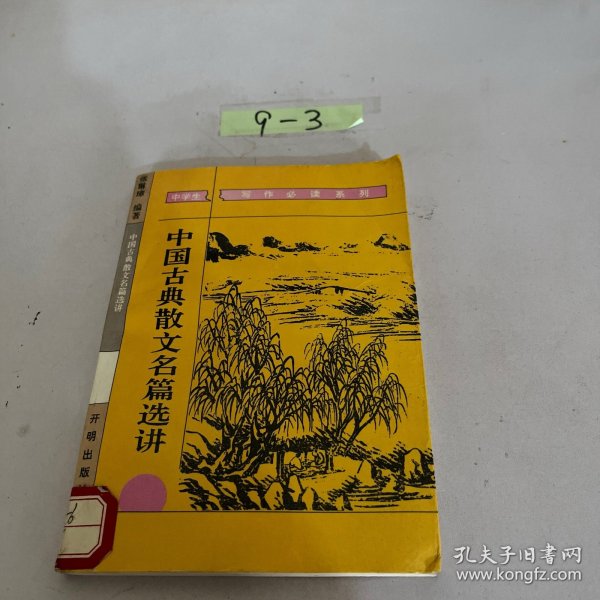 9-3
中学生 写作必读系列
中国古典散文名篇选讲
编著
中国古典散文名篇选讲
开明出版
孔夫子旧书网
www.kongfz.com